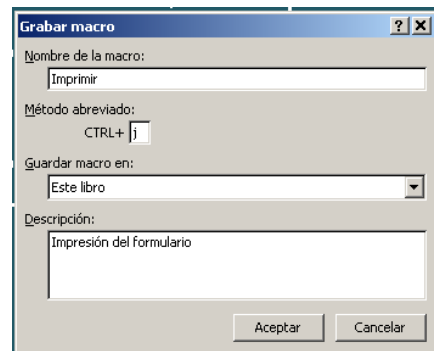 Grabar macro
Nombre de la macro:
Imprimir
Método abreviado:
CTRL+ j
Guardar macro en:
Este libro
Descripción:
Impresión del formulario
Aceptar Cancelar